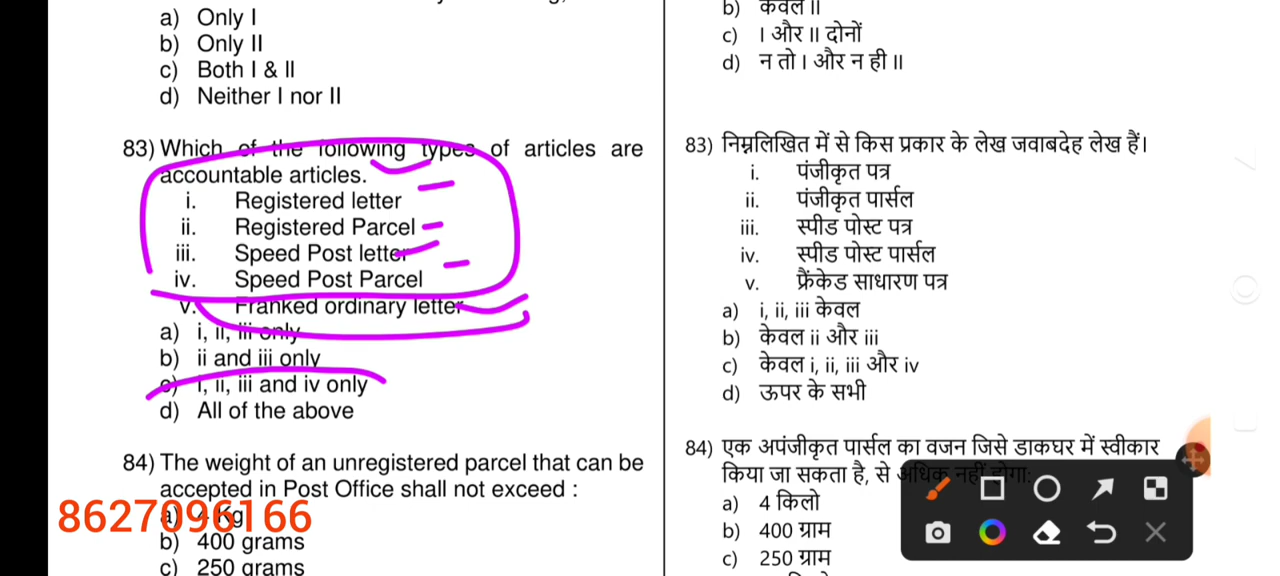 a) Only I
b) Only II
c) Both I & II
d) Neither I nor II
83) Which of the following types of articles are
accountable articles.
i. Registered letter
ii. Registered Parcel
iii. Speed Post letter
iv. Speed Post Parcel
v. Franked ordinary letter
a) i, ii, iii only
b) ii and iii only
c) i, ii, iii and iv only
d) All of the above
84) The weight of an unregistered parcel that can be
accepted in Post Office shall not exceed :
a) 4 Kg
8627096166
b) 400 grams
c) 250 grams
b) केवल II
c) I और II दोनों
d) न तो I और न ही II
83) निम्नलिखित में से किस प्रकार के लेख जवाबदेह लेख हैं।
i. पंजीकृत पत्र
ii. पंजीकृत पार्सल
iii. स्पीड पोस्ट पत्र
iv. स्पीड पोस्ट पार्सल
v. फ्रैंकेड साधारण पत्र
a) i, ii, iii केवल
b) केवल ii और iii
c) केवल i, ii, iii और iv
d) ऊपर के सभी
84) एक अपंजीकृत पार्सल का वजन जिसे डाकघर में स्वीकार
किया जा सकता है, से अधिक नहीं होगा:
a) 4 किलो
b) 400 ग्राम
c) 250 ग्राम